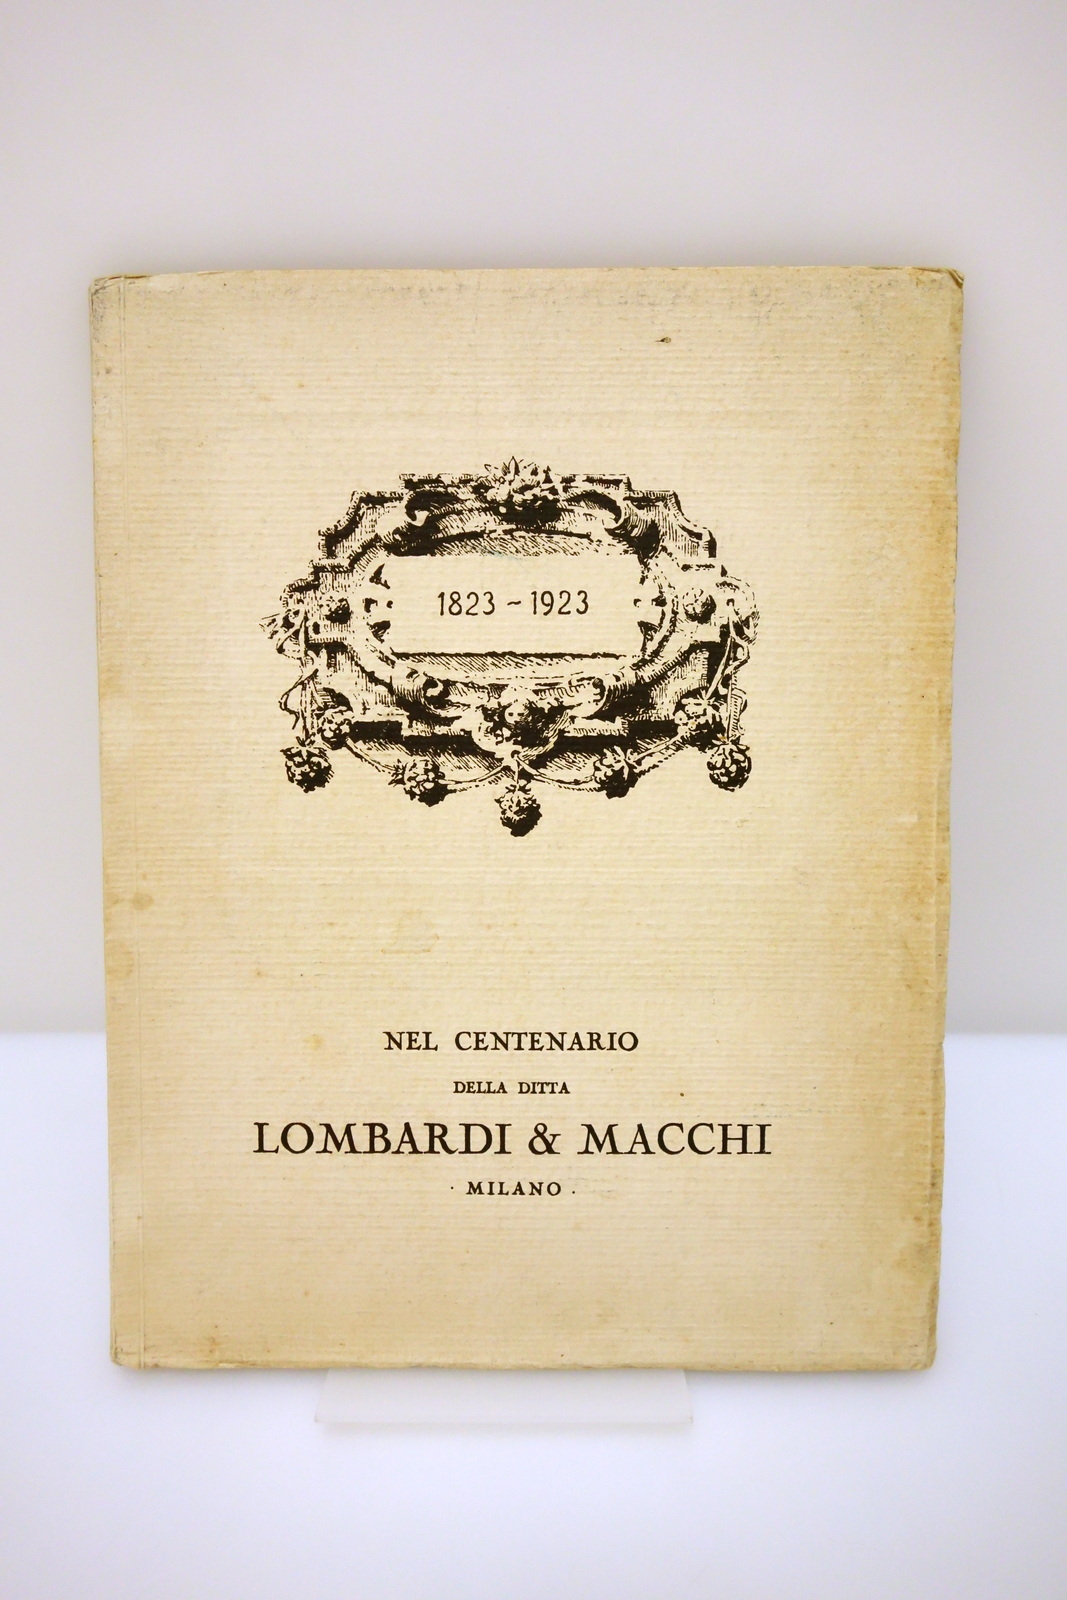 1823 ~ 1923
NEL CENTENARIO
DELLA DITTA
LOMBARDI & MACCHI
· MILANO ·